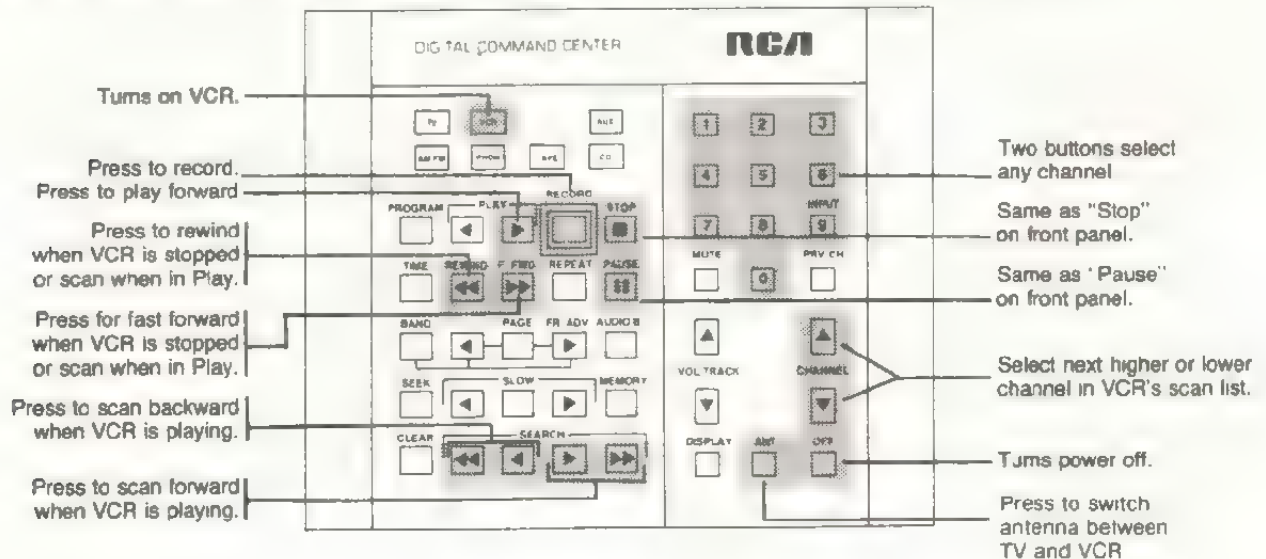 DIGITAL COMMAND CENTER
RCA
Turns on VCR.
Press to record.
Press to play forward
Press to rewind
when VCR is stopped
or scan when in Play.
Press for fast forward
when VCR is stopped
or scan when in Play.
Press to scan backward
when VCR is playing.
Press to scan forward
when VCR is playing.
TV
VCR
AUX
AM/FM
PHONO
TAPE
CD
RECORD
PROGRAM
PLAY
STOP
TIME
REWIND
F. FWD
REPEAT
PAUSE
BAND
PAGE
FR ADV
AUDIO B
SEEK
SLOW
MEMORY
CLEAR
SEARCH
1
2
3
4
5
6
INPUT
7
8
9
MUTE
0
PRV CH
VOL TRACK
CHANNEL
DISPLAY
ANT
OFF
Two buttons select
any channel
Same as "Stop"
on front panel.
Same as 'Pause"
on front panel.
Select next higher or lower
channel in VCR's scan list.
Turns power off.
Press to switch
antenna between
TV and VCR